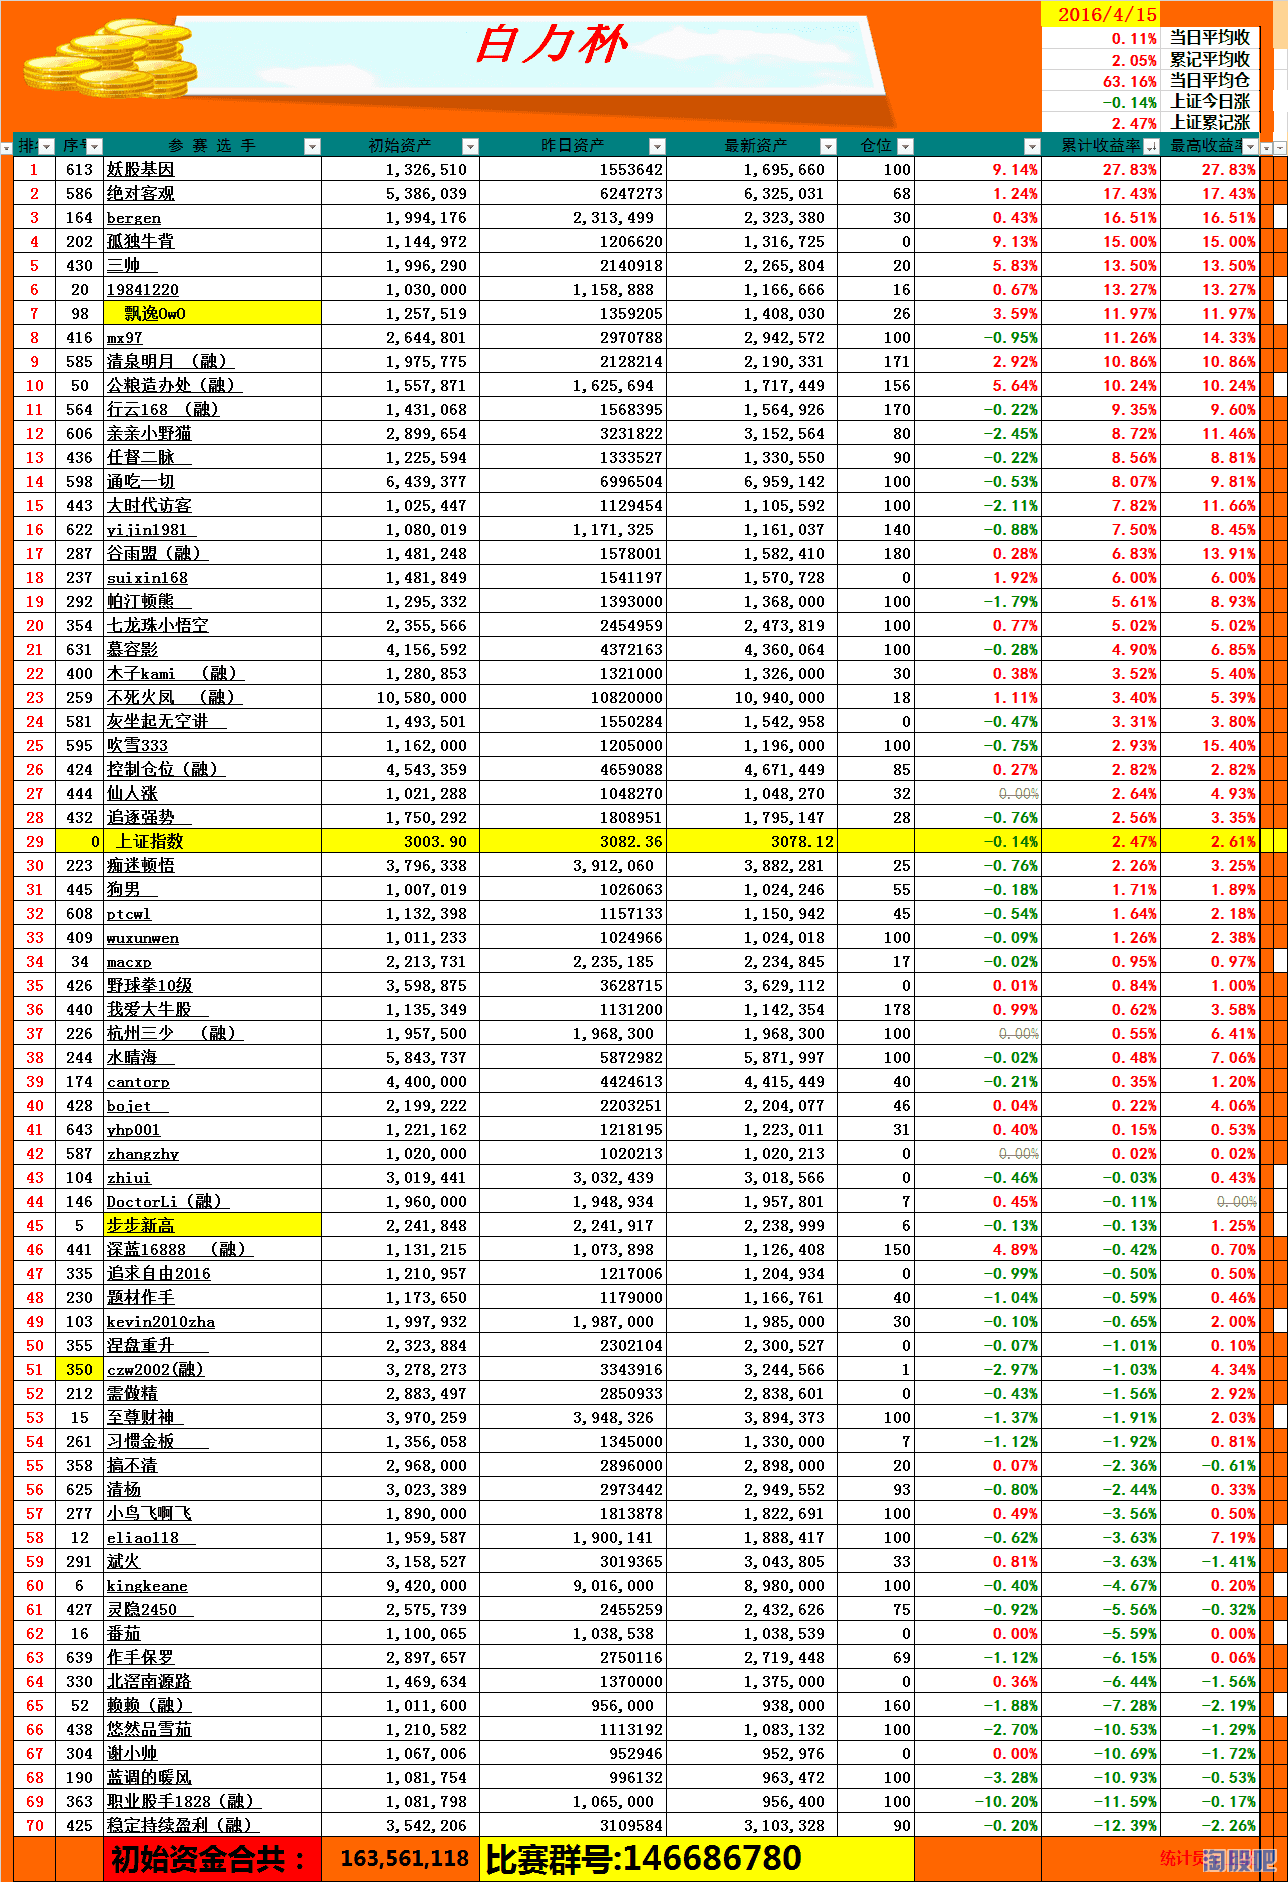 百万杯
2016/4/15
0.11% 当日平均收
2.05% 累记平均收
63.16% 当日平均仓
-0.14% 上证今日涨
2.47% 上证累记涨
排名 序号 参 赛 选 手 初始资产 昨日资产 最新资产 仓位 累计收益率 最高收益率
1 613 妖股基因 1,326,510 1553642 1,695,660 100 9.14% 27.83% 27.83%
2 586 绝对客观 5,386,039 6247273 6,325,031 68 1.24% 17.43% 17.43%
3 164 bergen 1,994,176 2,313,499 2,323,380 30 0.43% 16.51% 16.51%
4 202 孤独牛背 1,144,972 1206620 1,316,725 0 9.13% 15.00% 15.00%
5 430 三帅 1,996,290 2140918 2,265,804 20 5.83% 13.50% 13.50%
6 20 19841220 1,030,000 1,158,888 1,166,666 16 0.67% 13.27% 13.27%
7 98 飘逸OwO 1,257,519 1359205 1,408,030 26 3.59% 11.97% 11.97%
8 416 mx97 2,644,801 2970788 2,942,572 100 -0.95% 11.26% 14.33%
9 585 清泉明月 （融） 1,975,775 2128214 2,190,331 171 2.92% 10.86% 10.86%
10 50 公粮造办处（融） 1,557,871 1,625,694 1,717,449 156 5.64% 10.24% 10.24%
11 564 行云168 （融） 1,431,068 1568395 1,564,926 170 -0.22% 9.35% 9.60%
12 606 亲亲小野猫 2,899,654 3231822 3,152,564 80 -2.45% 8.72% 11.46%
13 436 任督二脉 1,225,594 1333527 1,330,550 90 -0.22% 8.56% 8.81%
14 598 通吃一切 6,439,377 6996504 6,959,142 100 -0.53% 8.07% 9.81%
15 443 大时代访客 1,025,447 1129454 1,105,592 100 -2.11% 7.82% 11.66%
16 622 yijin1981 1,080,019 1,171,325 1,161,037 140 -0.88% 7.50% 8.45%
17 287 谷雨盟（融） 1,481,248 1578001 1,582,410 180 0.28% 6.83% 13.91%
18 237 suixin168 1,481,849 1541197 1,570,728 0 1.92% 6.00% 6.00%
19 292 帕汀顿熊 1,295,332 1393000 1,368,000 100 -1.79% 5.61% 8.93%
20 354 七龙珠小悟空 2,355,566 2454959 2,473,819 100 0.77% 5.02% 5.02%
21 631 慕容影 4,156,592 4372163 4,360,064 100 -0.28% 4.90% 6.85%
22 400 木子kami （融） 1,280,853 1321000 1,326,000 30 0.38% 3.52% 5.40%
23 259 不死火凤 （融） 10,580,000 10820000 10,940,000 18 1.11% 3.40% 5.39%
24 581 灰坐起无空讲 1,493,501 1550284 1,542,958 0 -0.47% 3.31% 3.80%
25 595 吹雪333 1,162,000 1205000 1,196,000 100 -0.75% 2.93% 15.40%
26 424 控制仓位（融） 4,543,359 4659088 4,671,449 85 0.27% 2.82% 2.82%
27 444 仙人涨 1,021,288 1048270 1,048,270 32 0.00% 2.64% 4.93%
28 432 追逐强势 1,750,292 1808951 1,795,147 28 -0.76% 2.56% 3.35%
29 0 上证指数 3003.90 3082.36 3078.12 -0.14% 2.47% 2.61%
30 223 痴迷顿悟 3,796,338 3,912,060 3,882,281 25 -0.76% 2.26% 3.25%
31 445 狗男 1,007,019 1026063 1,024,246 55 -0.18% 1.71% 1.89%
32 608 ptcwl 1,132,398 1157133 1,150,942 45 -0.54% 1.64% 2.18%
33 409 wuxunwen 1,011,233 1024966 1,024,018 100 -0.09% 1.26% 2.38%
34 34 macxp 2,213,731 2,235,185 2,234,845 17 -0.02% 0.95% 0.97%
35 426 野球拳10级 3,598,875 3628715 3,629,112 0 0.01% 0.84% 1.00%
36 440 我爱大牛股 1,135,349 1131200 1,142,354 178 0.99% 0.62% 3.58%
37 226 杭州三少 （融） 1,957,500 1,968,300 1,968,300 100 0.00% 0.55% 6.41%
38 244 水晴海 5,843,737 5872982 5,871,997 100 -0.02% 0.48% 7.06%
39 174 cantorp 4,400,000 4424613 4,415,449 40 -0.21% 0.35% 1.20%
40 428 bojet 2,199,222 2203251 2,204,077 46 0.04% 0.22% 4.06%
41 643 yhp001 1,221,162 1218195 1,223,011 31 0.40% 0.15% 0.53%
42 587 zhangzhy 1,020,000 1020213 1,020,213 0 0.00% 0.02% 0.02%
43 104 zhiui 3,019,441 3,032,439 3,018,566 0 -0.46% -0.03% 0.43%
44 146 DoctorLi（融） 1,960,000 1,948,934 1,957,801 7 0.45% -0.11% 0.00%
45 5 步步新高 2,241,848 2,241,917 2,238,999 6 -0.13% -0.13% 1.25%
46 441 深蓝16888 （融） 1,131,215 1,073,898 1,126,408 150 4.89% -0.42% 0.70%
47 335 追求自由2016 1,210,957 1217006 1,204,934 0 -0.99% -0.50% 0.50%
48 230 题材作手 1,173,650 1179000 1,166,761 40 -1.04% -0.59% 0.46%
49 103 kevin2010zha 1,997,932 1,987,000 1,985,000 30 -0.10% -0.65% 2.00%
50 355 涅盘重升 2,323,884 2302104 2,300,527 0 -0.07% -1.01% 0.10%
51 350 czw2002(融) 3,278,273 3343916 3,244,566 1 -2.97% -1.03% 4.34%
52 212 需做精 2,883,497 2850933 2,838,601 0 -0.43% -1.56% 2.92%
53 15 至尊财神 3,970,259 3,948,326 3,894,373 100 -1.37% -1.91% 2.03%
54 261 习惯金板 1,356,058 1345000 1,330,000 7 -1.12% -1.92% 0.81%
55 358 搞不清 2,968,000 2896000 2,898,000 20 0.07% -2.36% -0.61%
56 625 清杨 3,023,389 2973442 2,949,552 93 -0.80% -2.44% 0.33%
57 277 小鸟飞啊飞 1,890,000 1813878 1,822,691 100 0.49% -3.56% 0.50%
58 12 eliao118 1,959,587 1,900,141 1,888,417 100 -0.62% -3.63% 7.19%
59 291 斌火 3,158,527 3019365 3,043,805 33 0.81% -3.63% -1.41%
60 6 kingkeane 9,420,000 9,016,000 8,980,000 100 -0.40% -4.67% 0.20%
61 427 灵隐2450 2,575,739 2455259 2,432,626 75 -0.92% -5.56% -0.32%
62 16 番茄 1,100,065 1,038,538 1,038,539 0 0.00% -5.59% 0.00%
63 639 作手保罗 2,897,657 2750116 2,719,448 69 -1.12% -6.15% 0.06%
64 330 北滘南源路 1,469,634 1370000 1,375,000 0 0.36% -6.44% -1.56%
65 52 赖赖（融） 1,011,600 956,000 938,000 160 -1.88% -7.28% -2.19%
66 438 悠然品雪茄 1,210,582 1113192 1,083,132 100 -2.70% -10.53% -1.29%
67 304 谢小帅 1,067,006 952946 952,976 0 0.00% -10.69% -1.72%
68 190 蓝调的暖风 1,081,754 996132 963,472 100 -3.28% -10.93% -0.53%
69 363 职业股手1828（融） 1,081,798 1,065,000 956,400 100 -10.20% -11.59% -0.17%
70 425 稳定持续盈利（融） 3,542,206 3109584 3,103,328 90 -0.20% -12.39% -2.26%
初始资金合共： 163,561,118 比赛群号:146686780 统计员
淘股吧